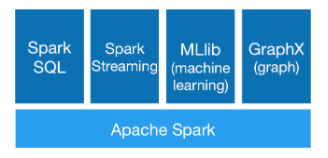 Spark
SQL
Spark
Streaming
MLlib
(machine
learning)
GraphX
(graph)
Apache Spark